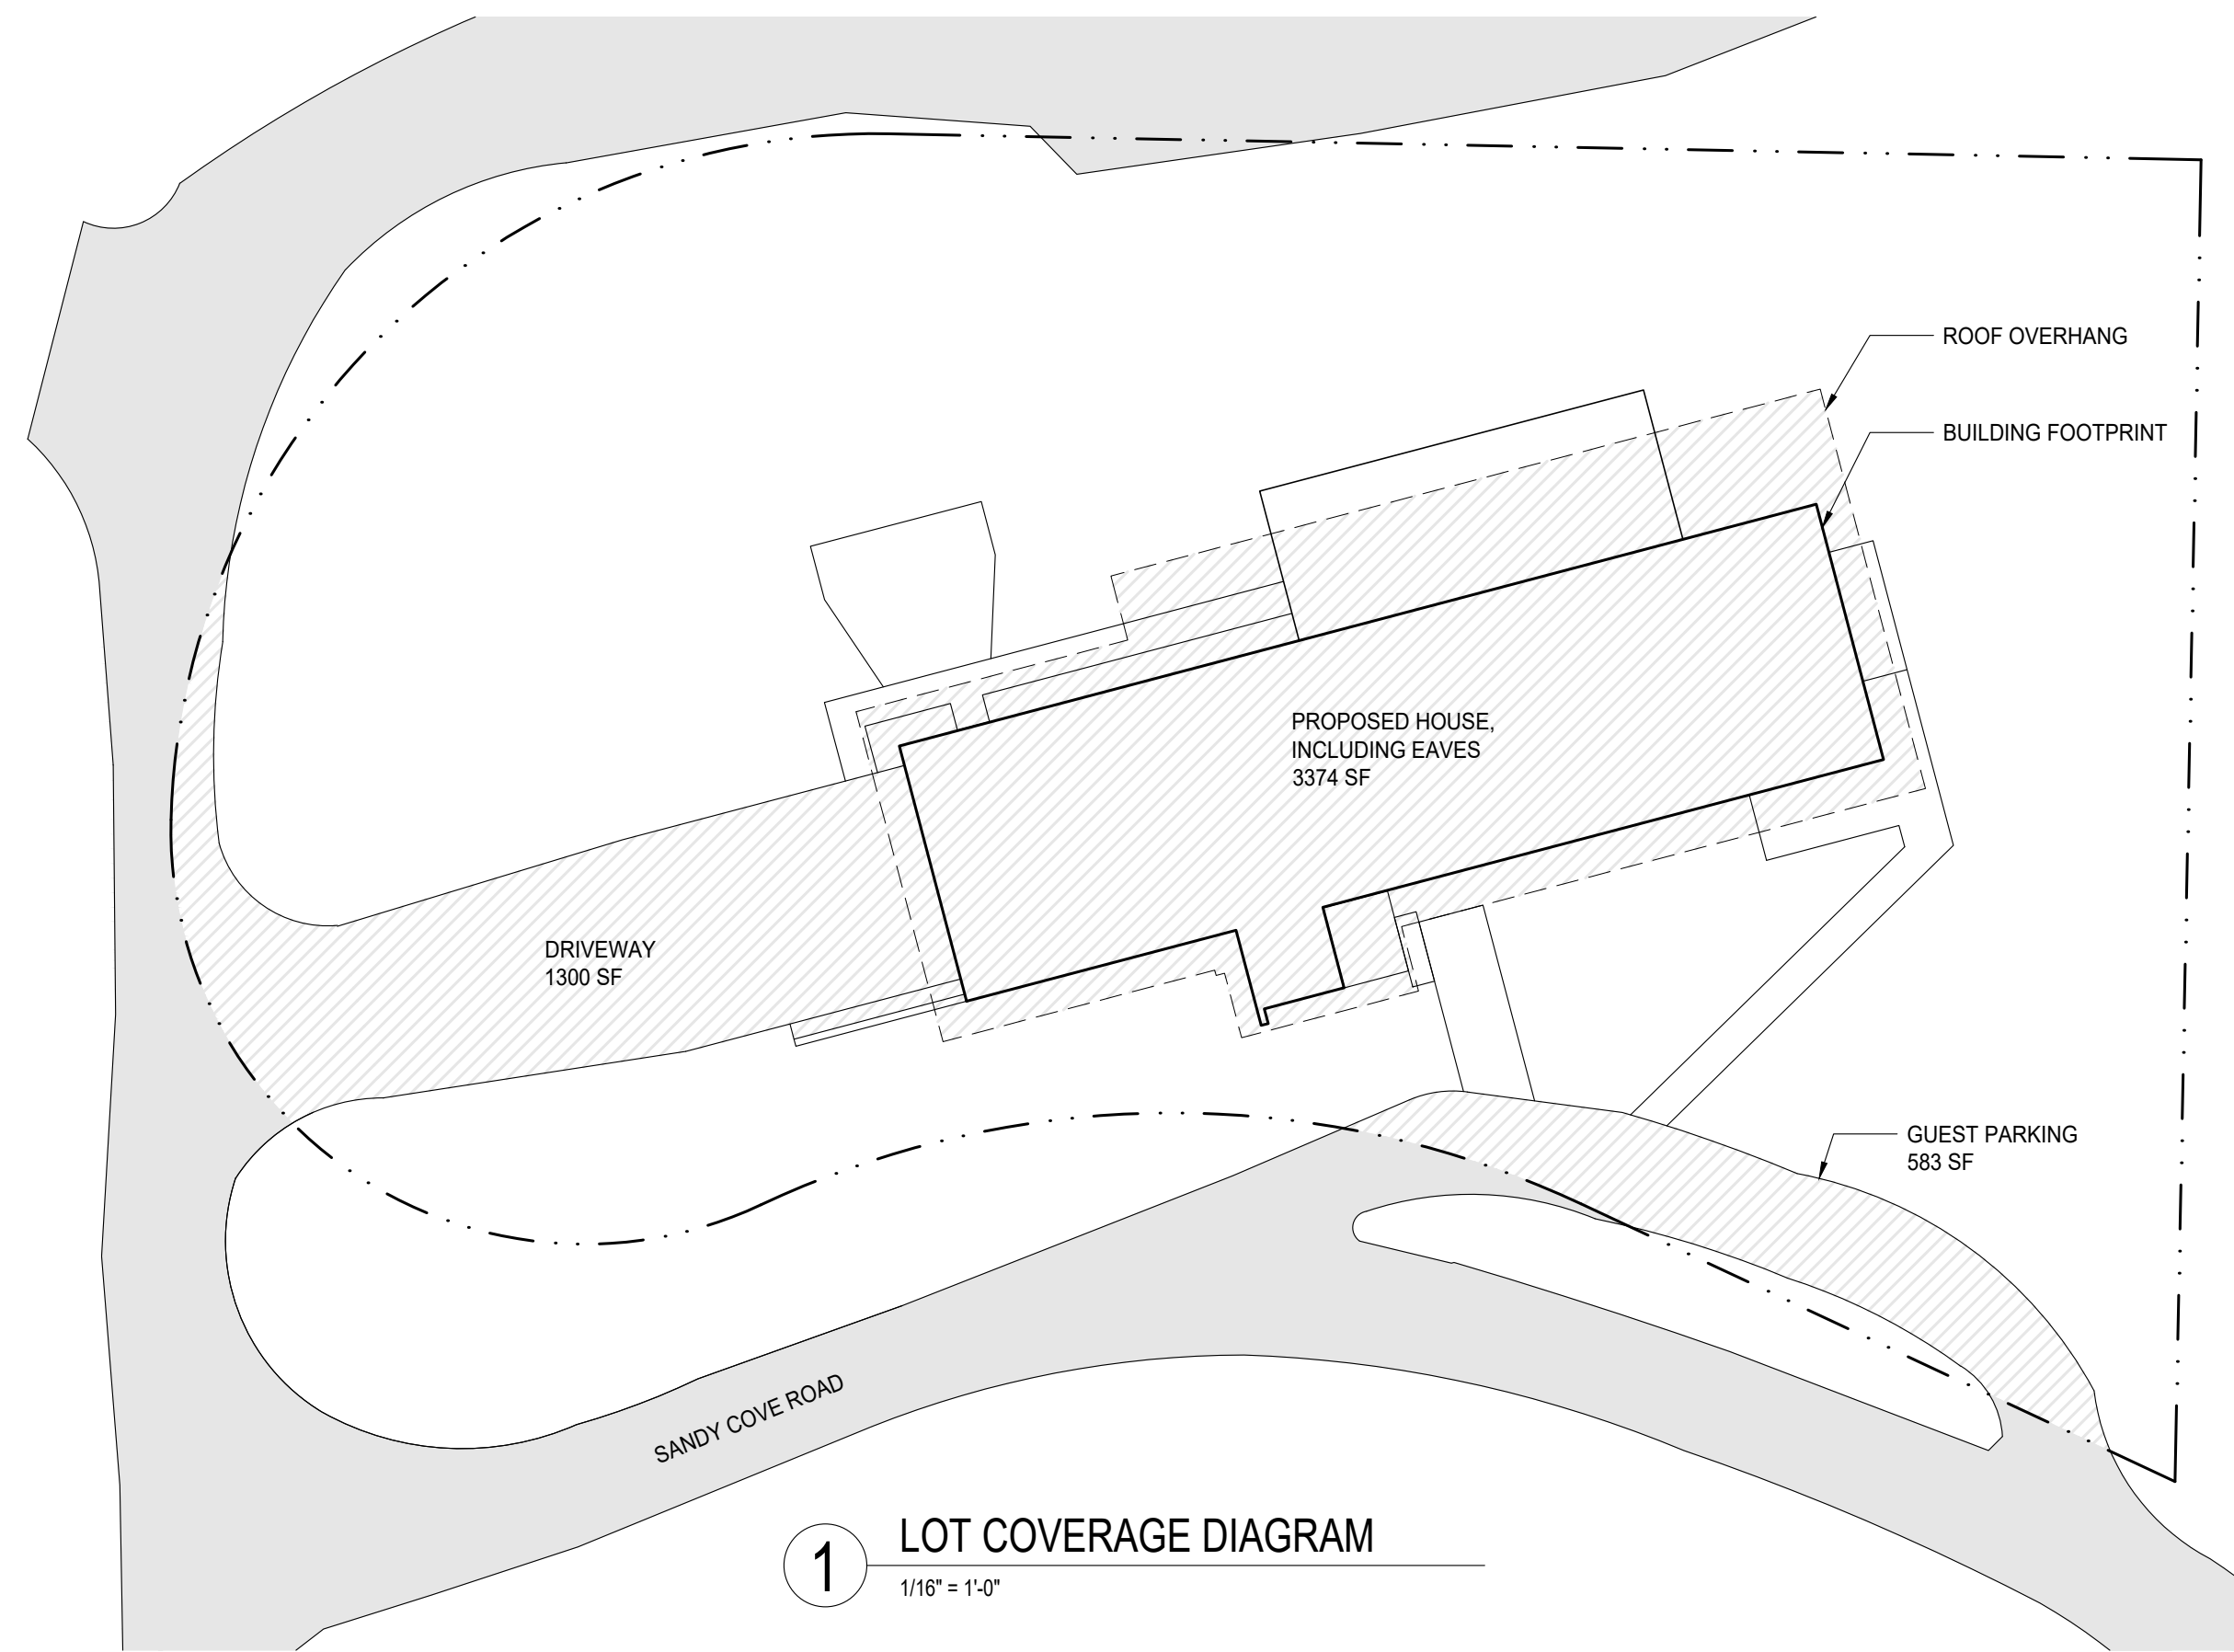 ROOF OVERHANG
BUILDING FOOTPRINT
PROPOSED HOUSE,
INCLUDING EAVES
3374 SF
DRIVEWAY
1300 SF
GUEST PARKING
583 SF
SANDY COVE ROAD
1
LOT COVERAGE DIAGRAM
1/16" = 1'-0"